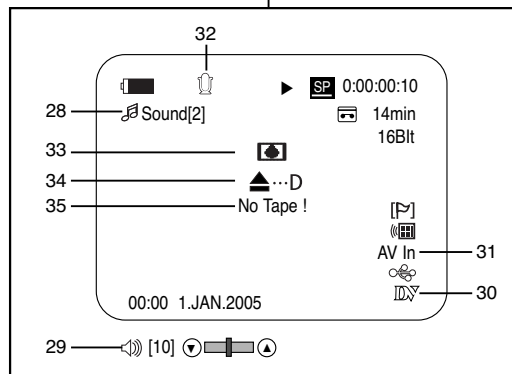 32
SP 0:00:00:10
28 Sound[2]
14min
16BIt
33
34 ...D
35 No Tape !
AV In 31
DV 30
00:00 1.JAN.2005
29 [10]